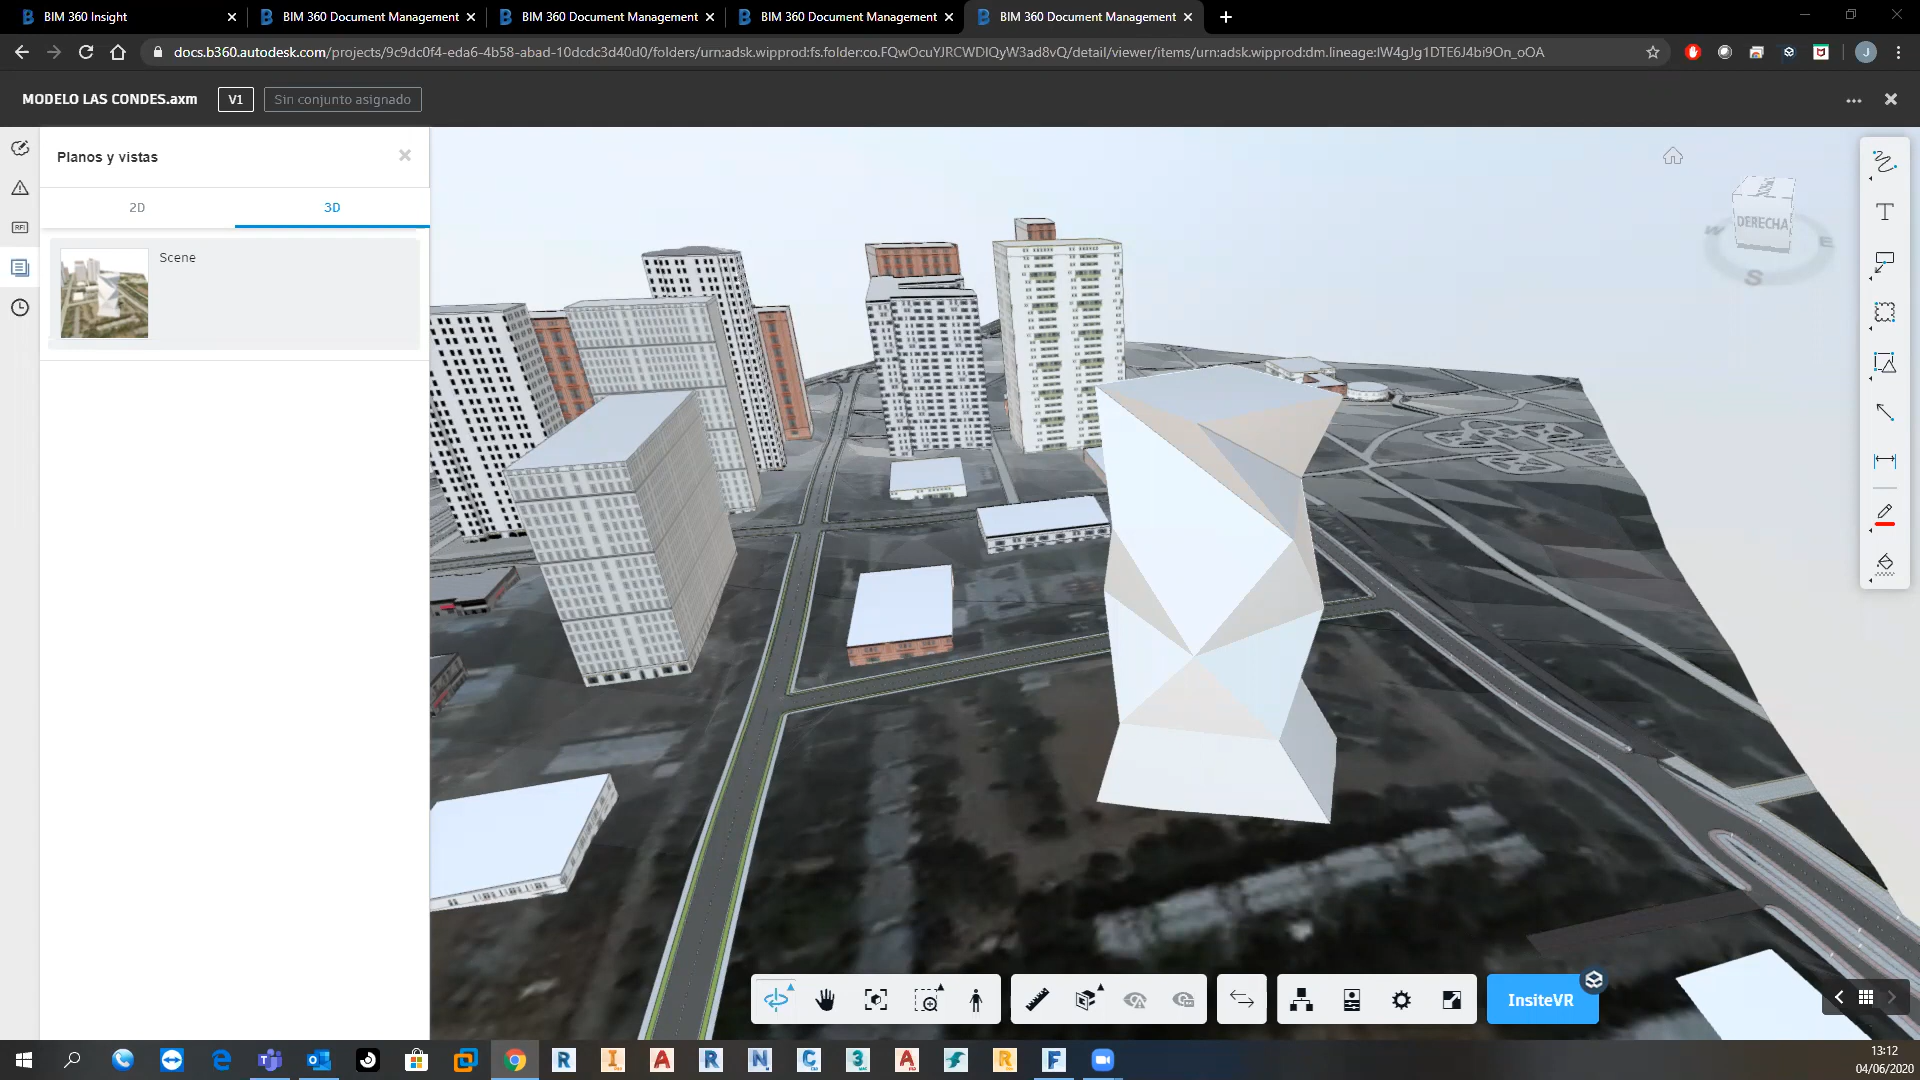 BIM 360 Insight
BIM 360 Document Management
BIM 360 Document Management
BIM 360 Document Management
BIM 360 Document Management
docs.b360.autodesk.com/projects/9c9dc0f4-eda6-4b58-abad-10dcdc3d40d0/folders/urn:adsk.wipprod:fs.folder:co.FQwOcuYJRCWDIQyW3ad8vQ/detail/viewer/items/urn:adsk.wipprod:dm.lineage:IW4gJg1DTE6J4bi9On_oOA
J
MODELO LAS CONDES.axm
V1
Sin conjunto asignado
Planos y vistas
2D
3D
RFI
Scene
DERECHA
W
E
S
T
InsiteVR
13:12
04/06/2020